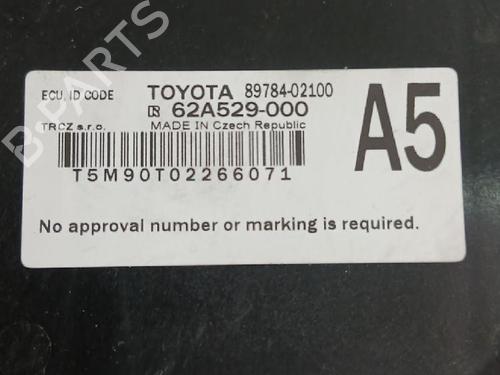 ECU, ID CODE TOYOTA 89784-02100
62A529-000 A5
TRCZ s.r.o. MADE IN Czech Republic
T5M90T02266071
No approval number or marking is required.
B-PARTS